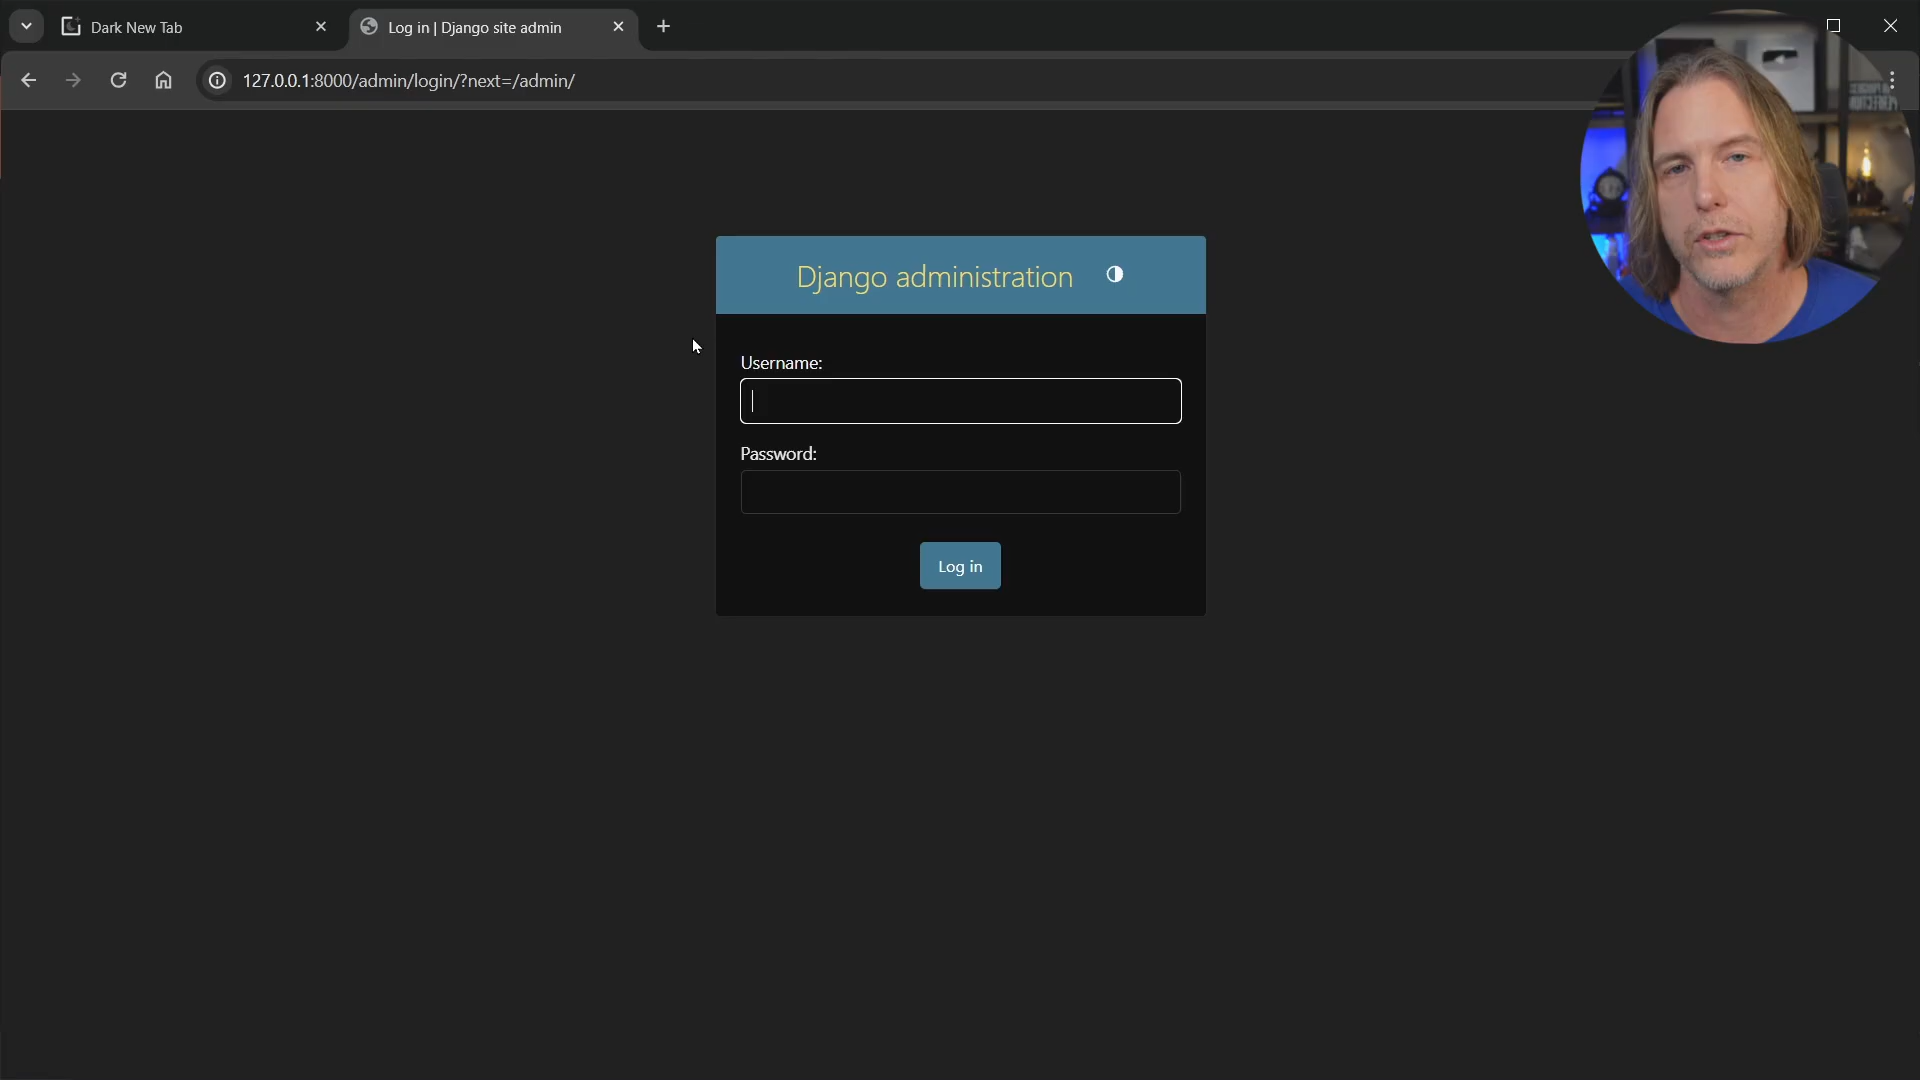 Dark New Tab
Log in | Django site admin
127.0.0.1:8000/admin/login/?next=/admin/
Django administration
Username:
Password:
Log in